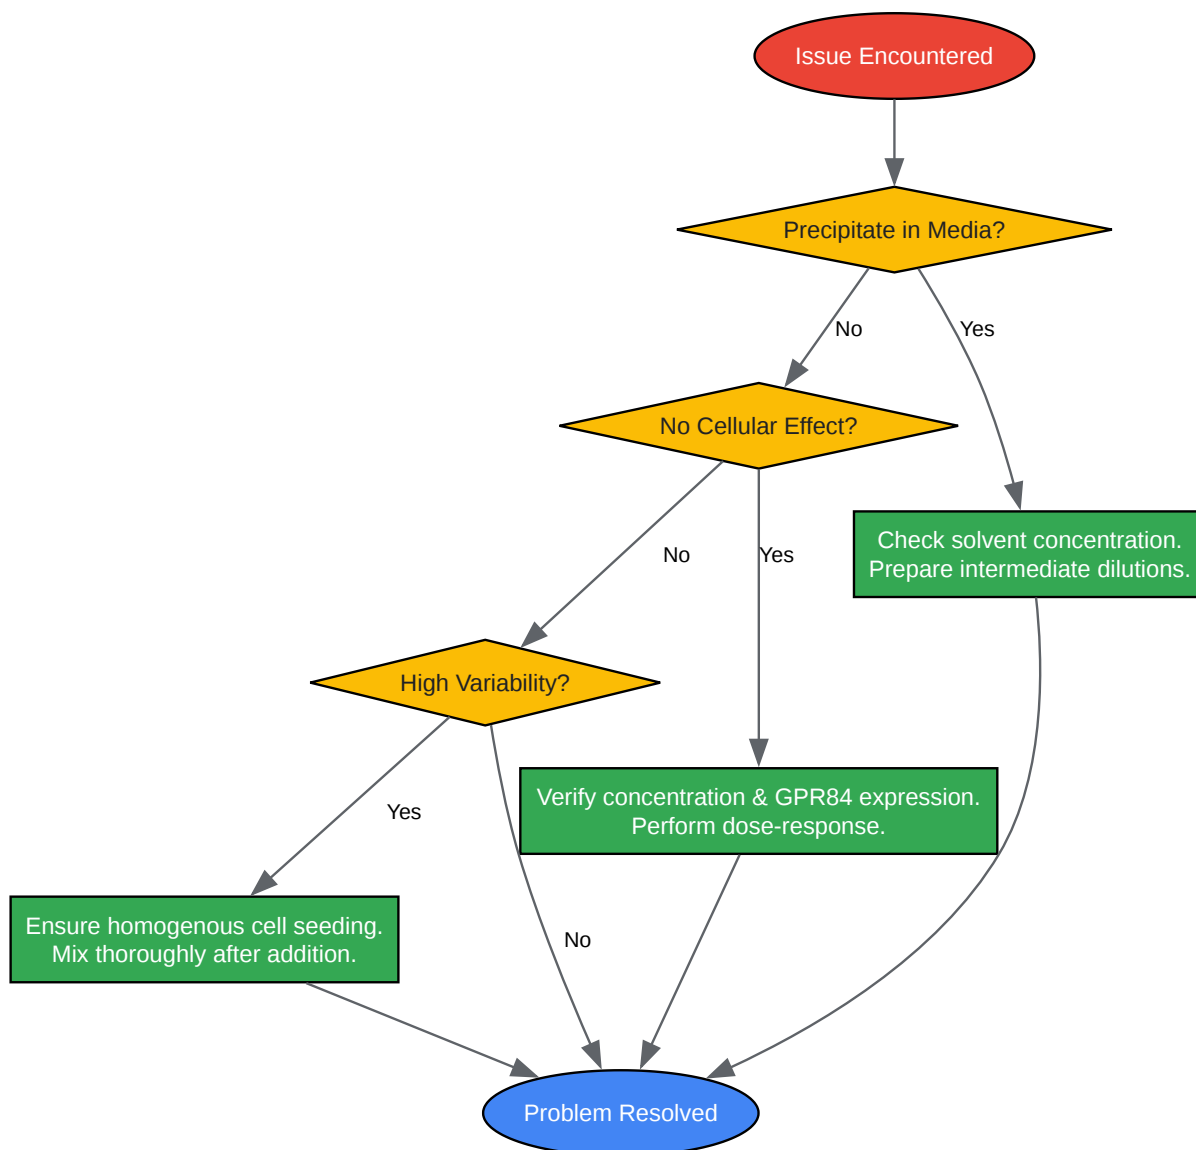 Issue Encountered
Precipitate in Media?
No
Yes
No Cellular Effect?
Check solvent concentration.
Prepare intermediate dilutions.
No
Yes
High Variability?
Verify concentration & GPR84 expression.
Perform dose-response.
Yes
Ensure homogenous cell seeding.
Mix thoroughly after addition.
No
Problem Resolved